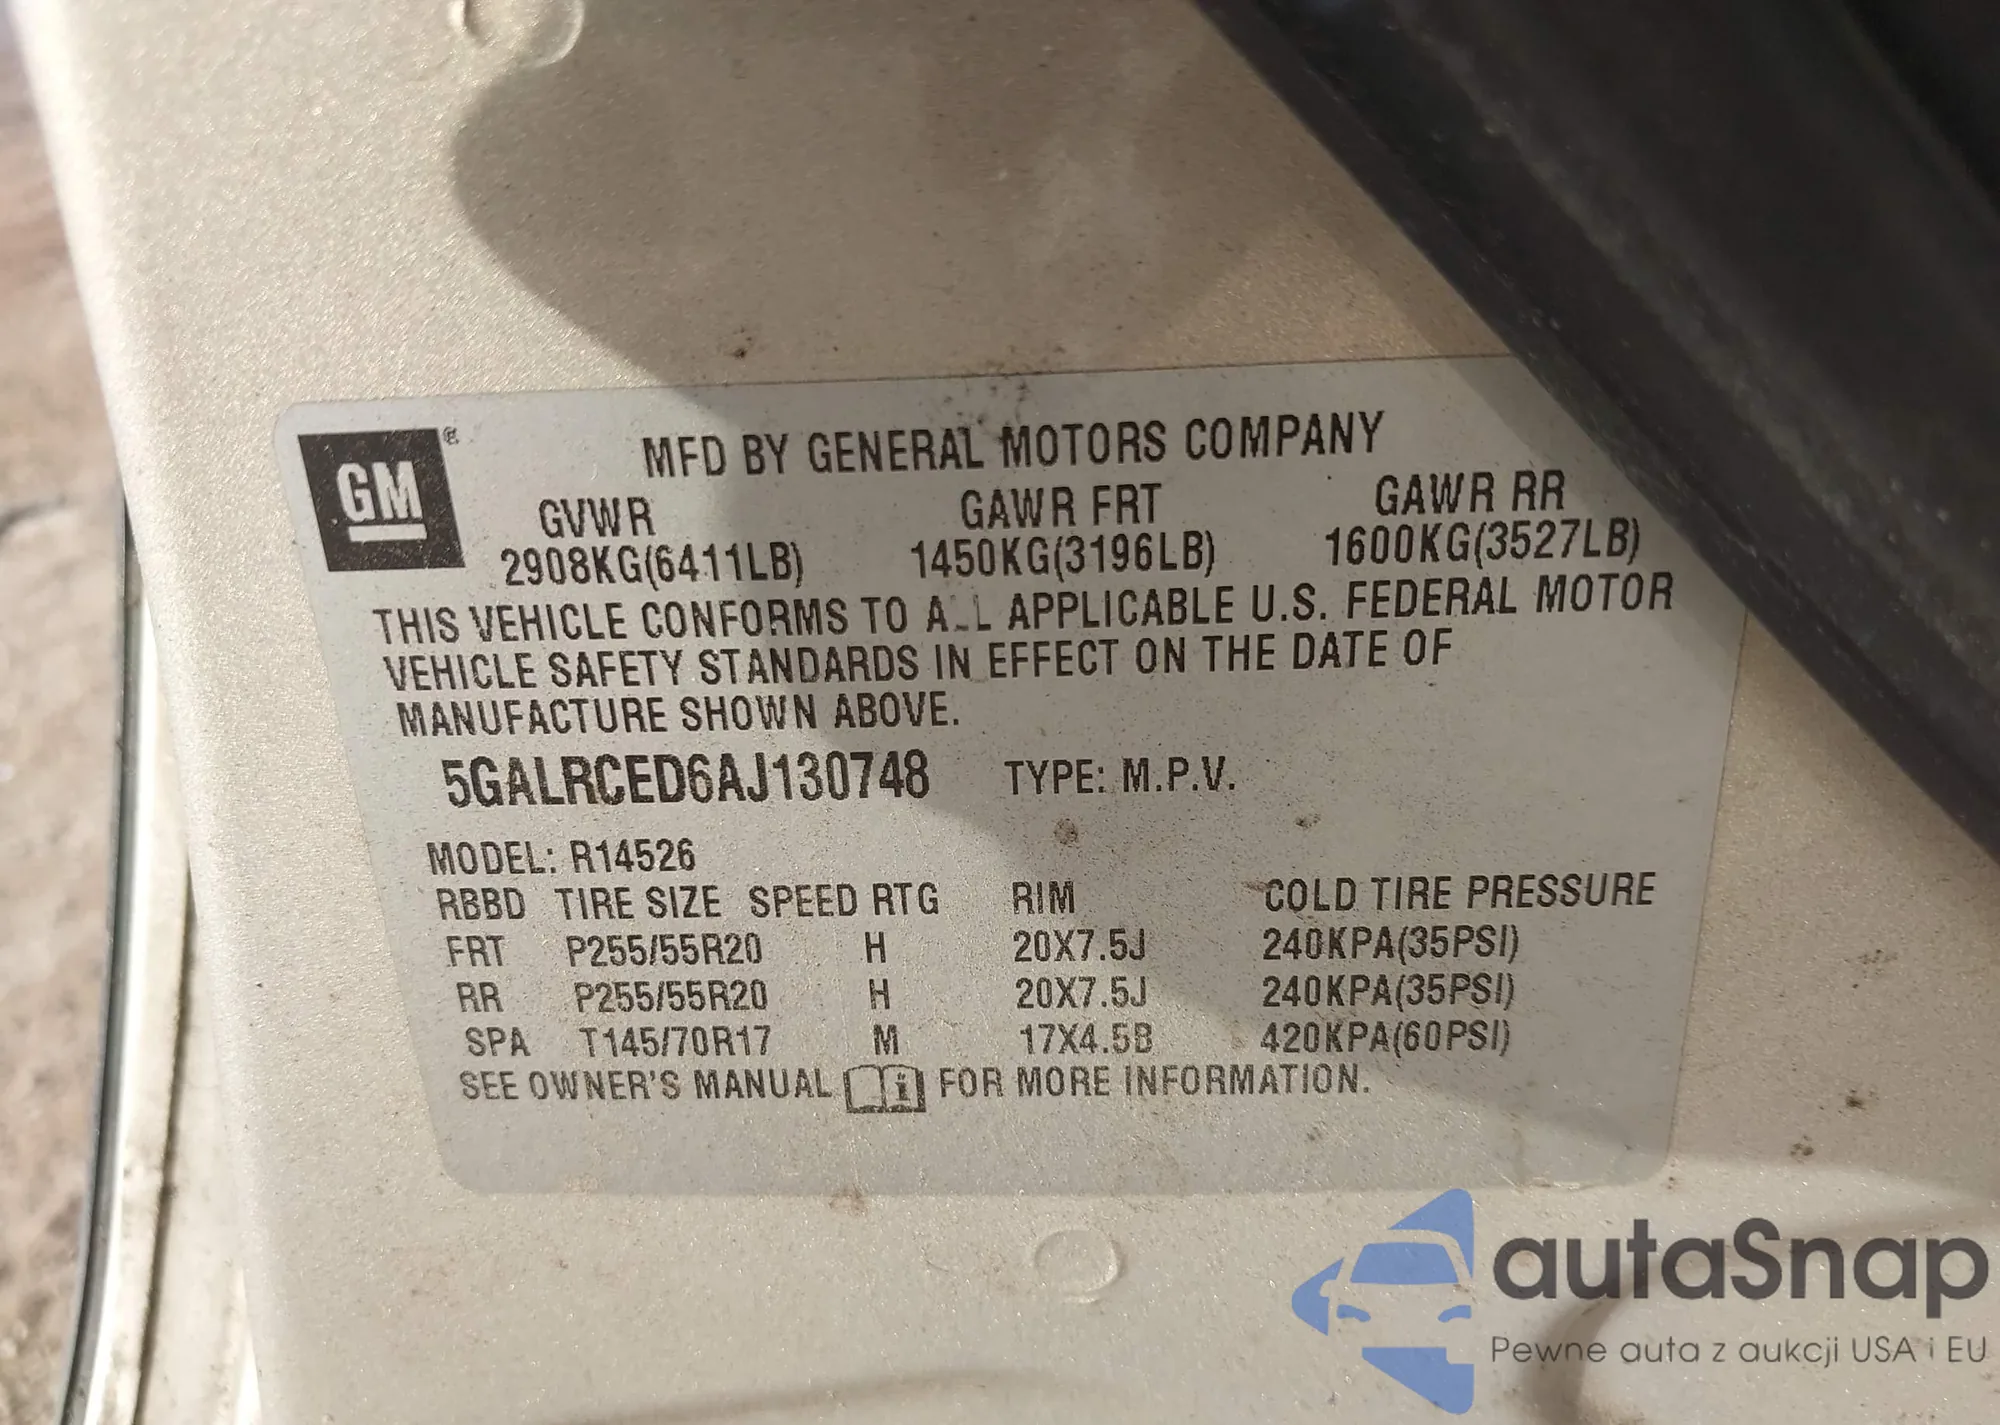 GM®
MFD BY GENERAL MOTORS COMPANY
GVWR GAWR FRT GAWR RR
2908KG(6411LB) 1450KG(3196LB) 1600KG(3527LB)
THIS VEHICLE CONFORMS TO ALL APPLICABLE U.S. FEDERAL MOTOR
VEHICLE SAFETY STANDARDS IN EFFECT ON THE DATE OF
MANUFACTURE SHOWN ABOVE.
5GALRCED6AJ130748 TYPE: M.P.V.
MODEL: R14526
RBBD TIRE SIZE SPEED RTG RIM COLD TIRE PRESSURE
FRT P255/55R20 H 20X7.5J 240KPA(35PSI)
RR P255/55R20 H 20X7.5J 240KPA(35PSI)
SPA T145/70R17 M 17X4.5B 420KPA(60PSI)
SEE OWNER'S MANUAL i FOR MORE INFORMATION.
autaSnap
Pewne auta z aukcji USA i EU